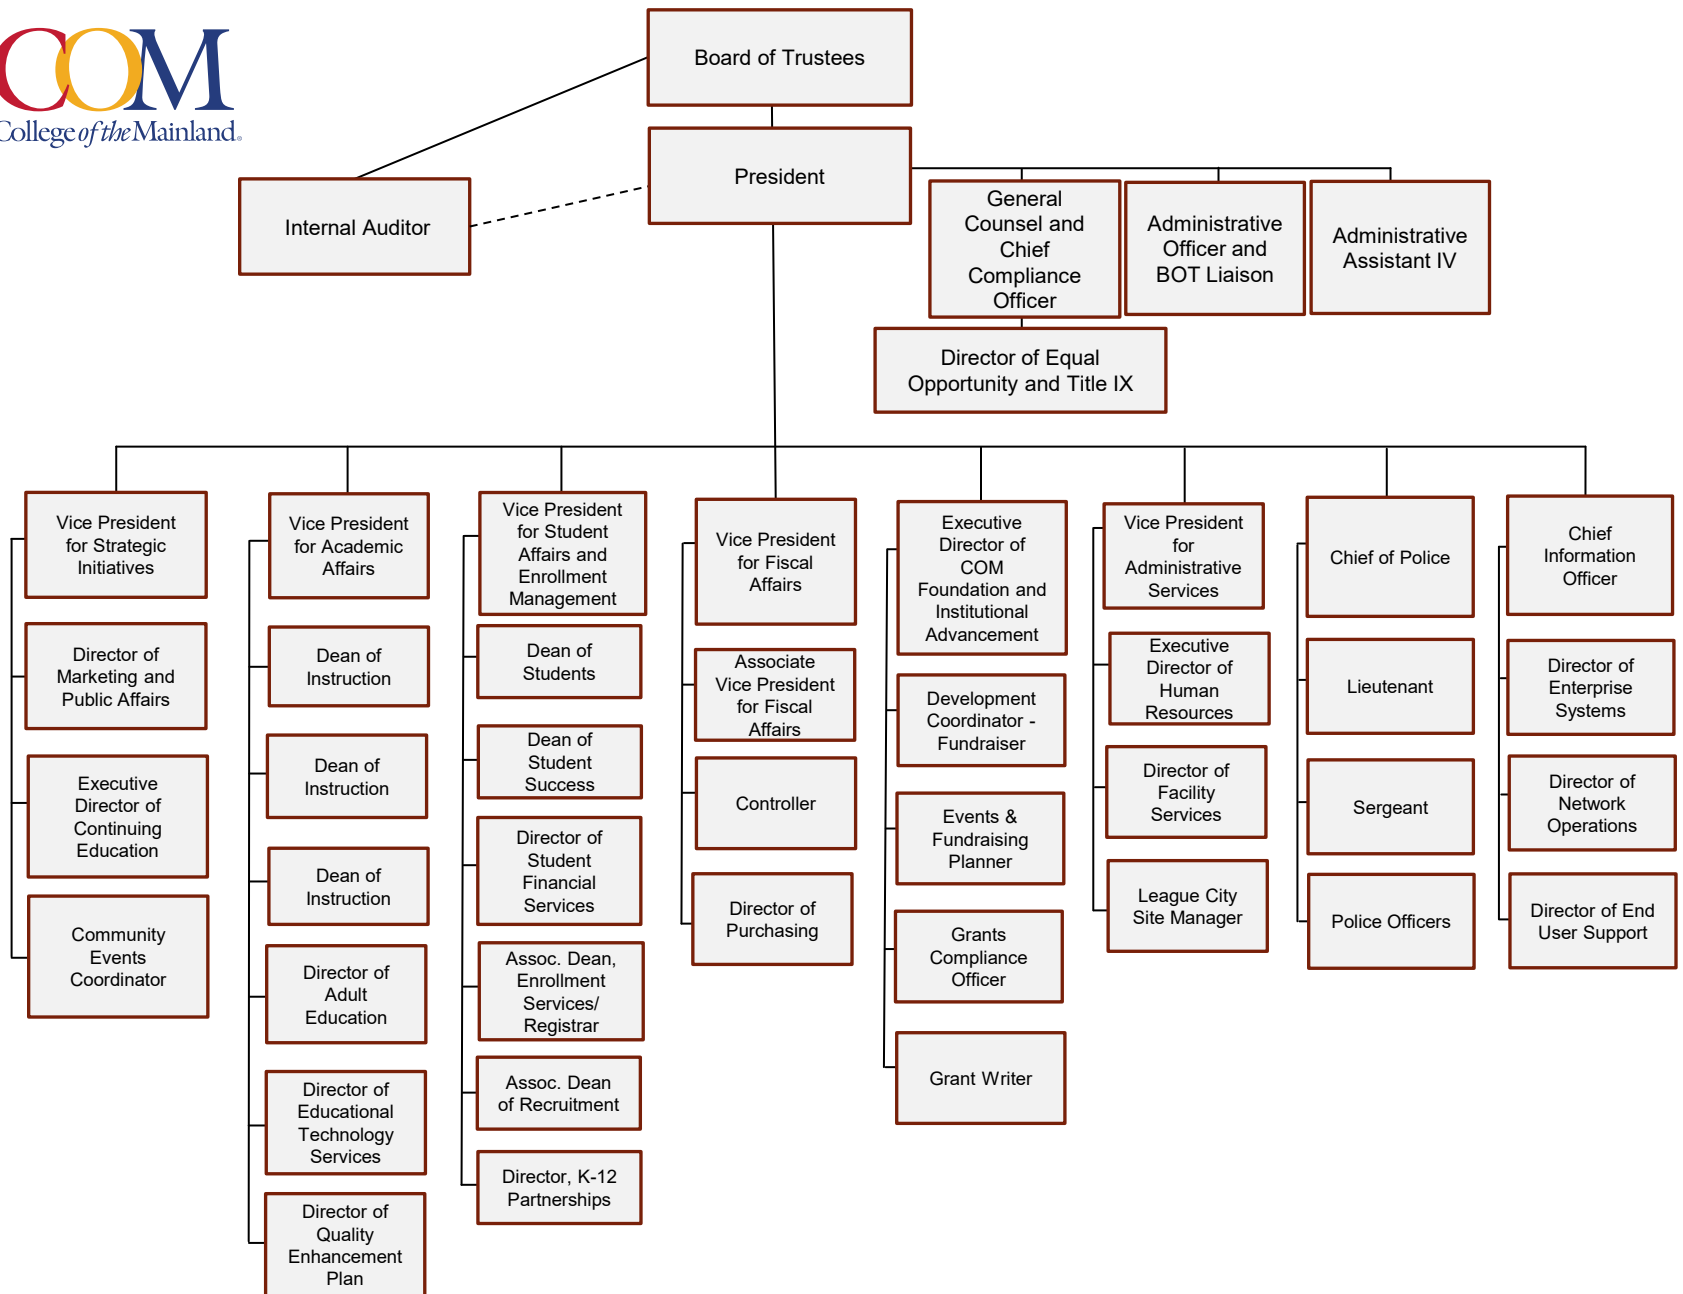 COM
College of the Mainland®
Board of Trustees
President
Internal Auditor
General
Counsel and
Chief
Compliance
Officer
Administrative
Officer and
BOT Liaison
Administrative
Assistant IV
Director of Equal
Opportunity and Title IX
Vice President
for Strategic
Initiatives
Director of
Marketing and
Public Affairs
Executive
Director of
Continuing
Education
Community
Events
Coordinator
Vice President
for Academic
Affairs
Dean of
Instruction
Dean of
Instruction
Dean of
Instruction
Director of
Adult
Education
Director of
Educational
Technology
Services
Director of
Quality
Enhancement
Plan
Vice President
for Student
Affairs and
Enrollment
Management
Dean of
Students
Dean of
Student
Success
Director of
Student
Financial
Services
Assoc. Dean,
Enrollment
Services/
Registrar
Assoc. Dean
of Recruitment
Director, K-12
Partnerships
Vice President
for Fiscal
Affairs
Associate
Vice President
for Fiscal
Affairs
Controller
Director of
Purchasing
Executive
Director of
COM
Foundation and
Institutional
Advancement
Development
Coordinator -
Fundraiser
Events &
Fundraising
Planner
Grants
Compliance
Officer
Grant Writer
Vice President
for
Administrative
Services
Executive
Director of
Human
Resources
Director of
Facility
Services
League City
Site Manager
Chief of Police
Lieutenant
Sergeant
Police Officers
Chief
Information
Officer
Director of
Enterprise
Systems
Director of
Network
Operations
Director of End
User Support